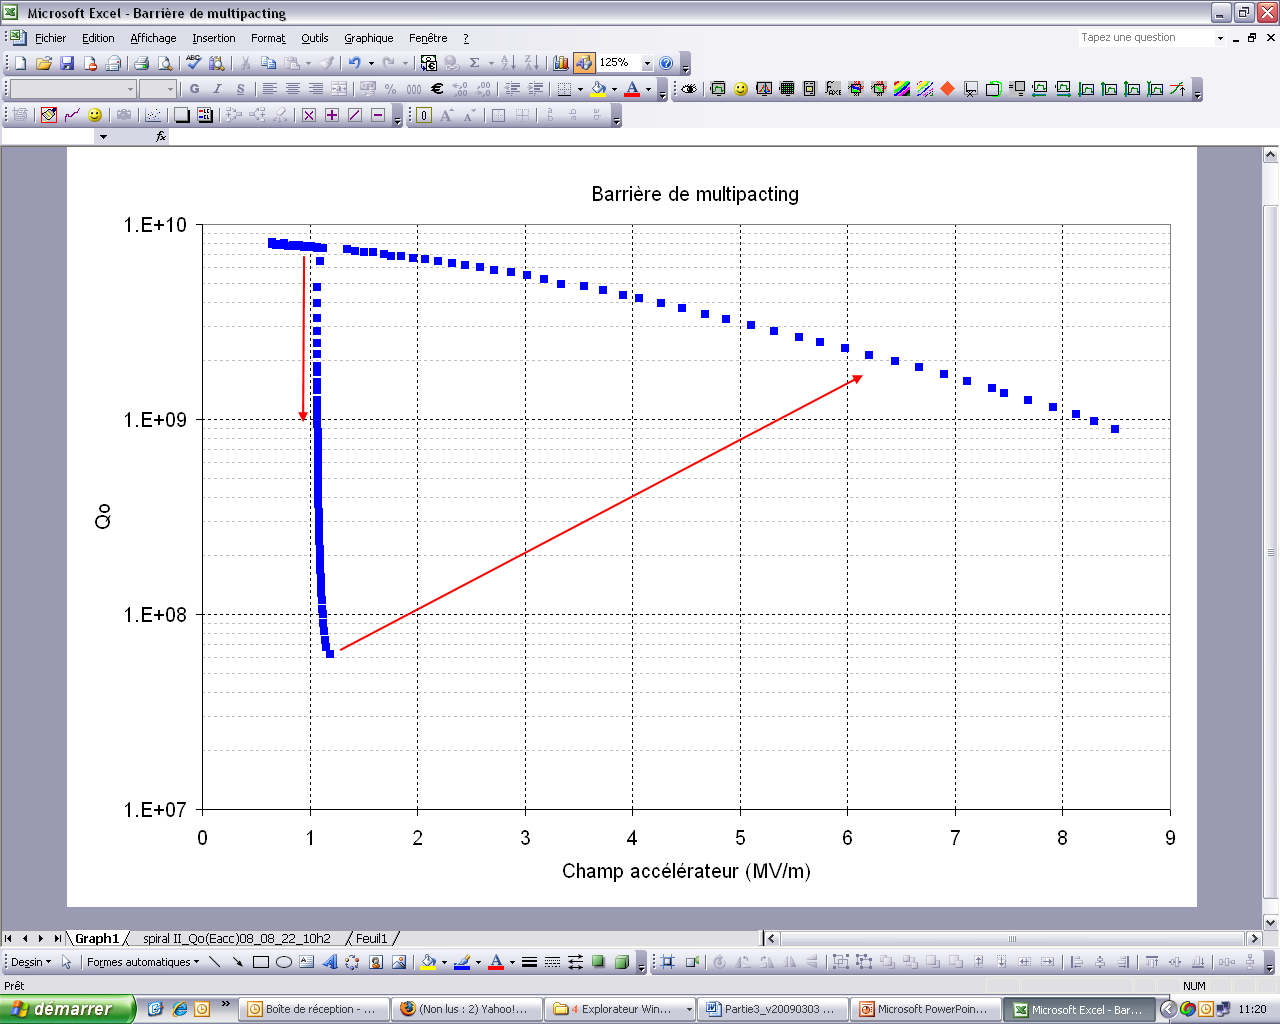 Microsoft Excel - Barrière de multipacting
Fichier Edition Affichage Insertion Format Outils Graphique Fenêtre ? Tapez une question
125%
G I S % 000 €
fx
Barrière de multipacting
1.E+10
1.E+09
1.E+08
1.E+07
Qo
0 1 2 3 4 5 6 7 8 9
Champ accélérateur (MV/m)
Graph1 spiral II_Qo(Eacc)08_08_22_10h2 Feuil1
Dessin Formes automatiques
Prêt NUM
démarrer » Boîte de réception - ... (Non lus : 2) Yahoo!... 4 Explorateur Win... Partie3_v20090303 ... Microsoft PowerPoin... Microsoft Excel - Bar... 11:20